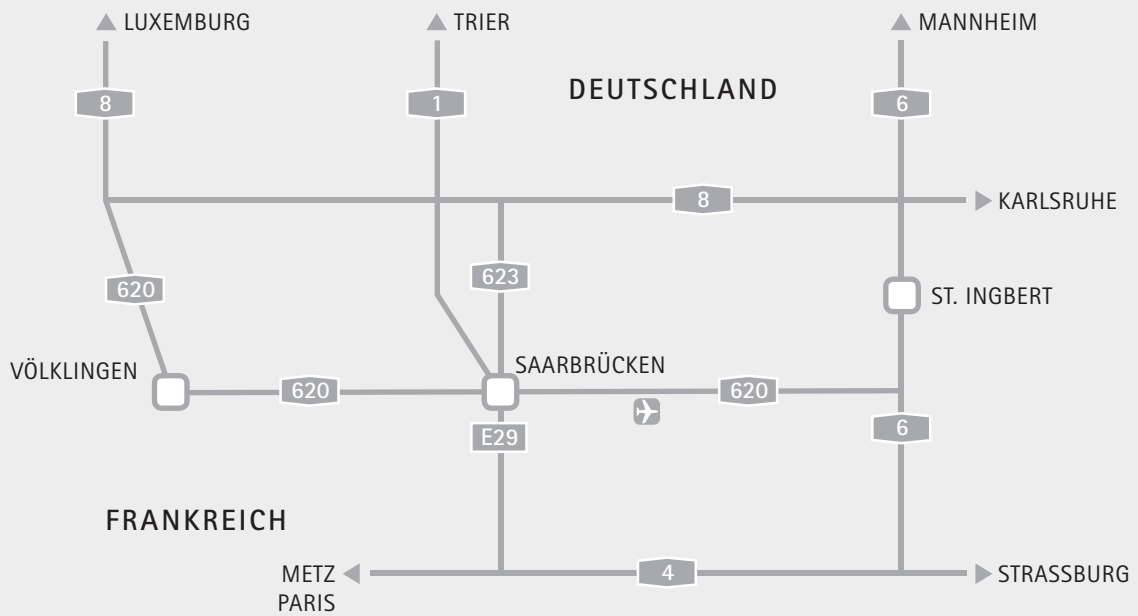 LUXEMBURG
TRIER
MANNHEIM
DEUTSCHLAND
8
1
6
8
KARLSRUHE
620
623
ST. INGBERT
VÖLKLINGEN
SAARBRÜCKEN
620
620
E29
6
FRANKREICH
METZ
PARIS
4
STRASSBURG